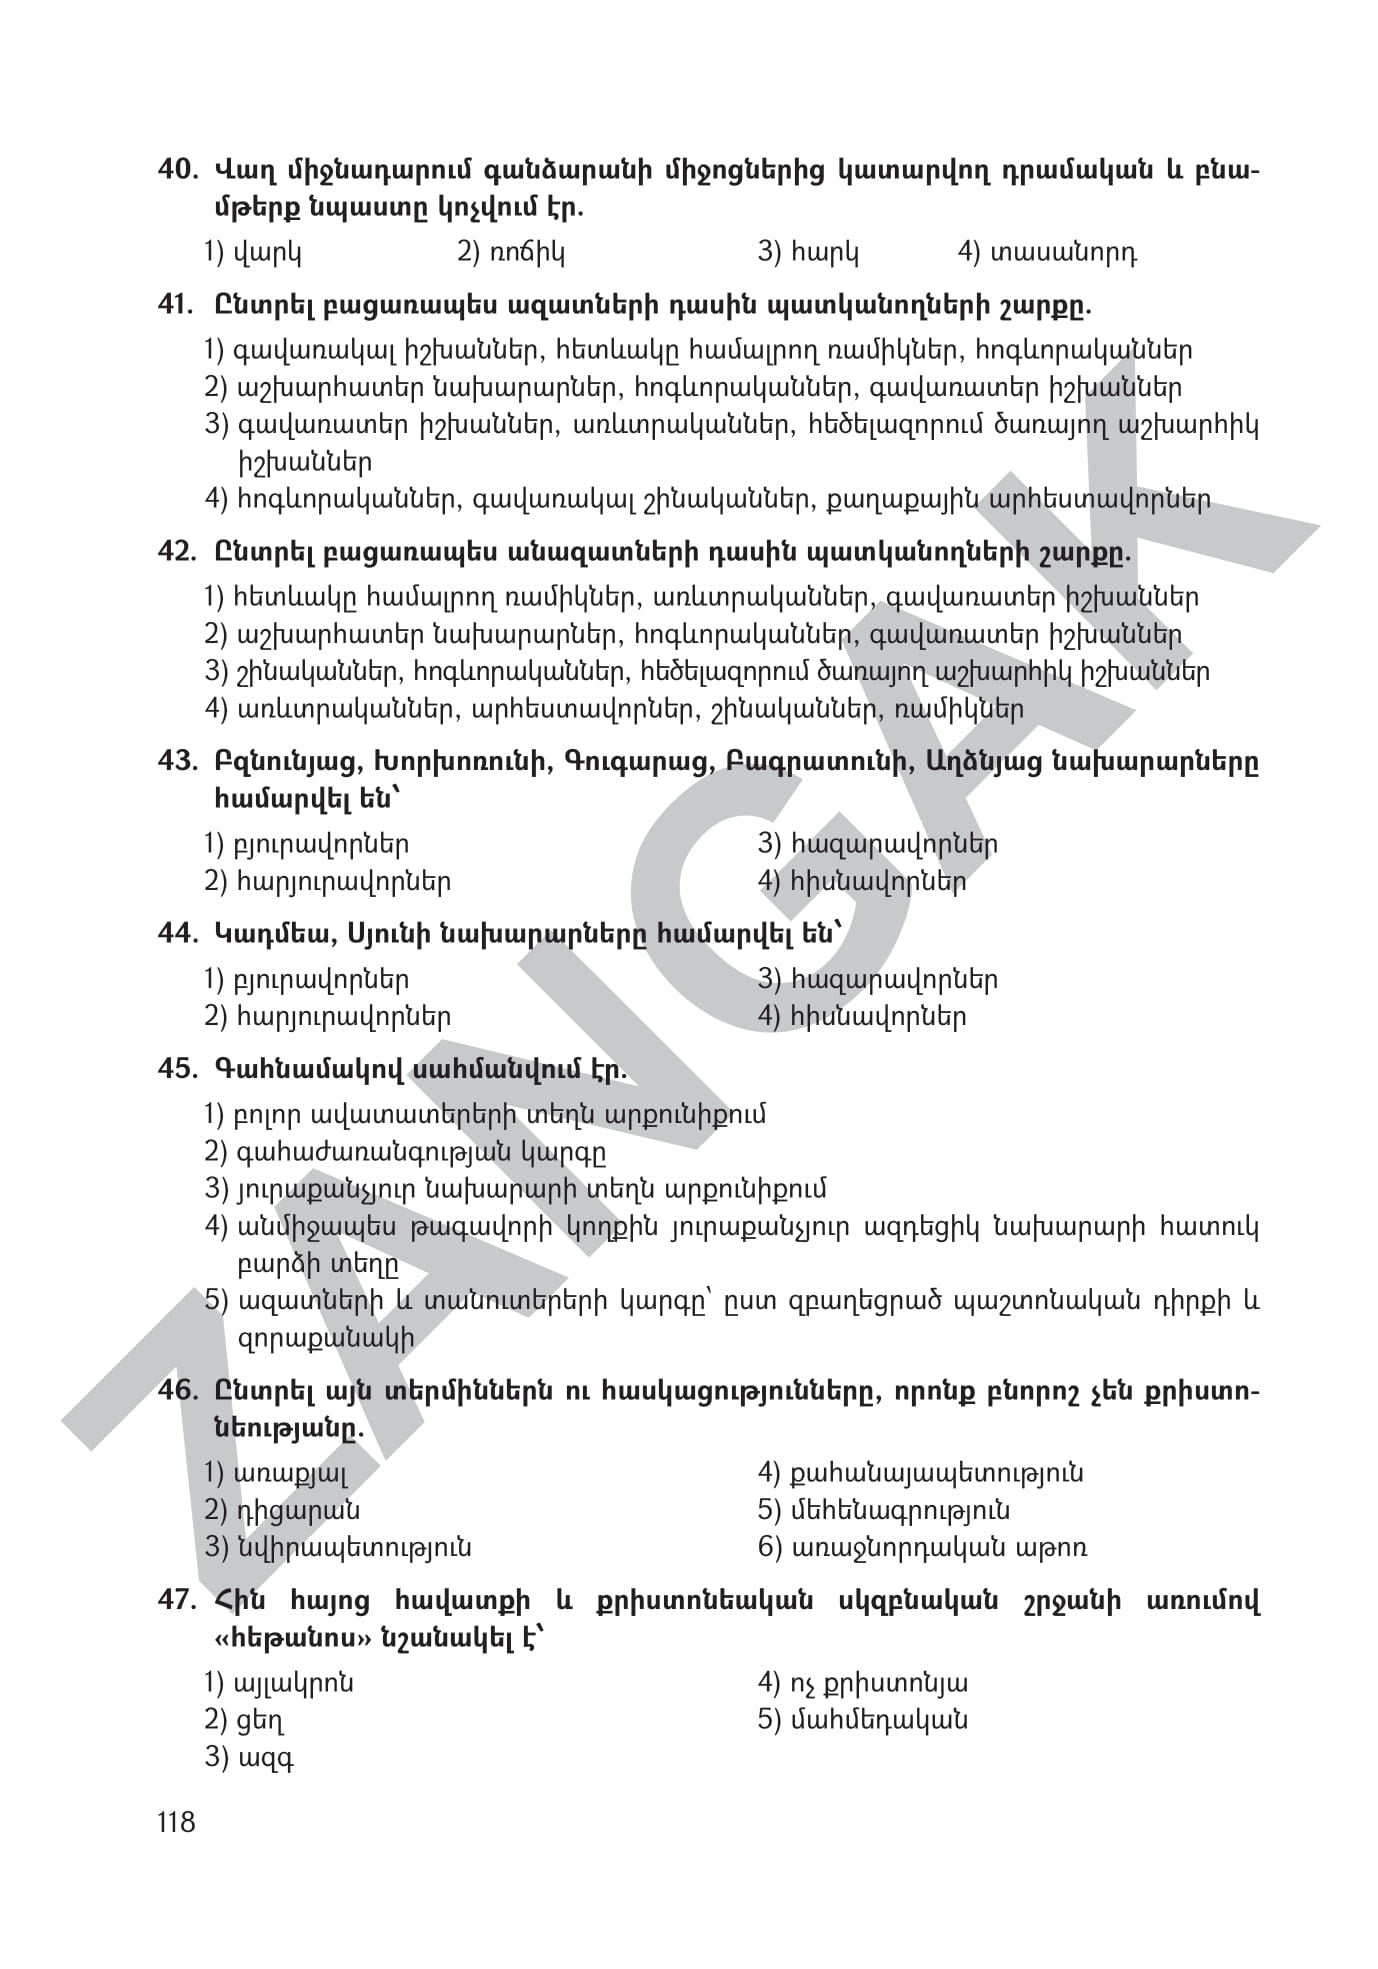 40. Վաղ միջնադարում գանձարանի միջոցներից կատարվող դրամական և բնա-
մթերք նպաստը կոչվում էր.
1) վարկ 2) ռոճիկ 3) հարկ 4) տասանորդ
41. Ընտրել բացառապես ազատների դասին պատկանողների շարքը.
1) գավառակալ իշխաններ, հետևակը համալրող ռամիկներ, հոգևորականներ
2) աշխարհատեր նախարարներ, հոգևորականներ, գավառատեր իշխաններ
3) գավառատեր իշխաններ, առևտրականներ, հեծելազորում ծառայող աշխարհիկ
իշխաններ
4) հոգևորականներ, գավառակալ շինականներ, քաղաքային արհեստավորներ
42. Ընտրել բացառապես անազատների դասին պատկանողների շարքը.
1) հետևակը համալրող ռամիկներ, առևտրականներ, գավառատեր իշխաններ
2) աշխարհատեր նախարարներ, հոգևորականներ, գավառատեր իշխաններ
3) շինականներ, հոգևորականներ, հեծելազորում ծառայող աշխարհիկ իշխաններ
4) առևտրականներ, արհեստավորներ, շինականներ, ռամիկներ
43. Բզնունյաց, Խորխոռունի, Գուգարաց, Բագրատունի, Աղձնյաց նախարարները
համարվել են՝
1) բյուրավորներ 3) հազարավորներ
2) հարյուրավորներ 4) հիսնավորներ
44. Կադմեա, Սյունի նախարարները համարվել են՝
1) բյուրավորներ 3) հազարավորներ
2) հարյուրավորներ 4) հիսնավորներ
45. Գահնամակով սահմանվում էր.
1) բոլոր ավատատերերի տեղն արքունիքում
2) գահաժառանգության կարգը
3) յուրաքանչյուր նախարարի տեղն արքունիքում
4) անմիջապես թագավորի կողքին յուրաքանչյուր ազդեցիկ նախարարի հատուկ
բարձի տեղը
5) ազատների և տանուտերերի կարգը՝ ըստ զբաղեցրած պաշտոնական դիրքի և
զորաքանակի
46. Ընտրել այն տերմիններն ու հասկացությունները, որոնք բնորոշ չեն քրիստո-
նեությանը.
1) առաքյալ 4) քահանայապետություն
2) դիցարան 5) մեհենագրություն
3) նվիրապետություն 6) առաջնորդական աթոռ
47. Հին հայոց հավատքի և քրիստոնեական սկզբնական շրջանի առումով
«հեթանոս» նշանակել է՝
1) այլակրոն 4) ոչ քրիստոնյա
2) ցեղ 5) մահմեդական
3) ազգ
118
ZANGAK